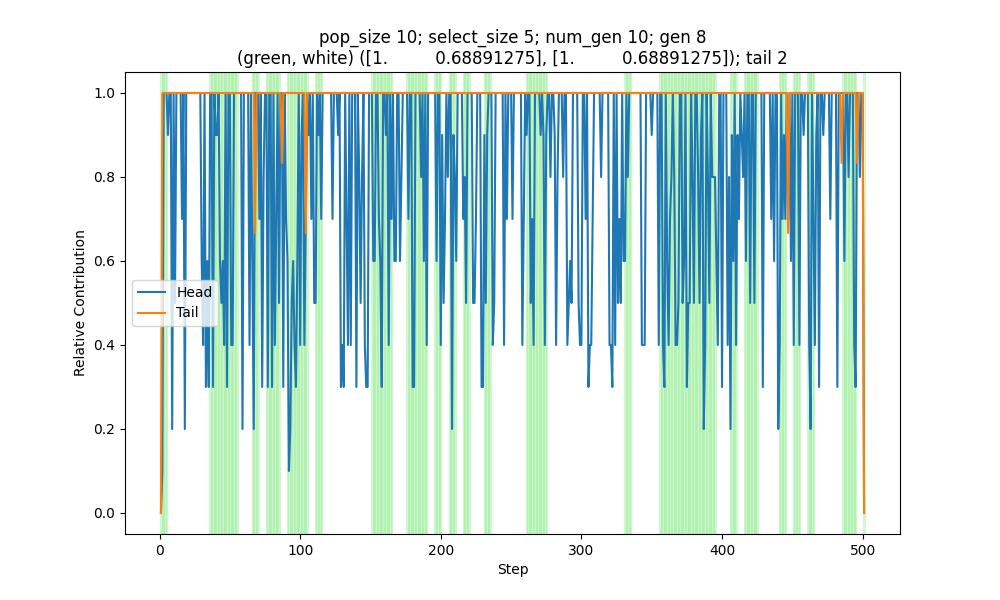 pop_size 10; select_size 5; num_gen 10; gen 8
(green, white) ([1.          0.68891275], [1.          0.68891275]); tail 2
1.0
0.8
0.6
0.4
0.2
0.0
Relative Contribution
Head
Tail
0
100
200
300
400
500
Step